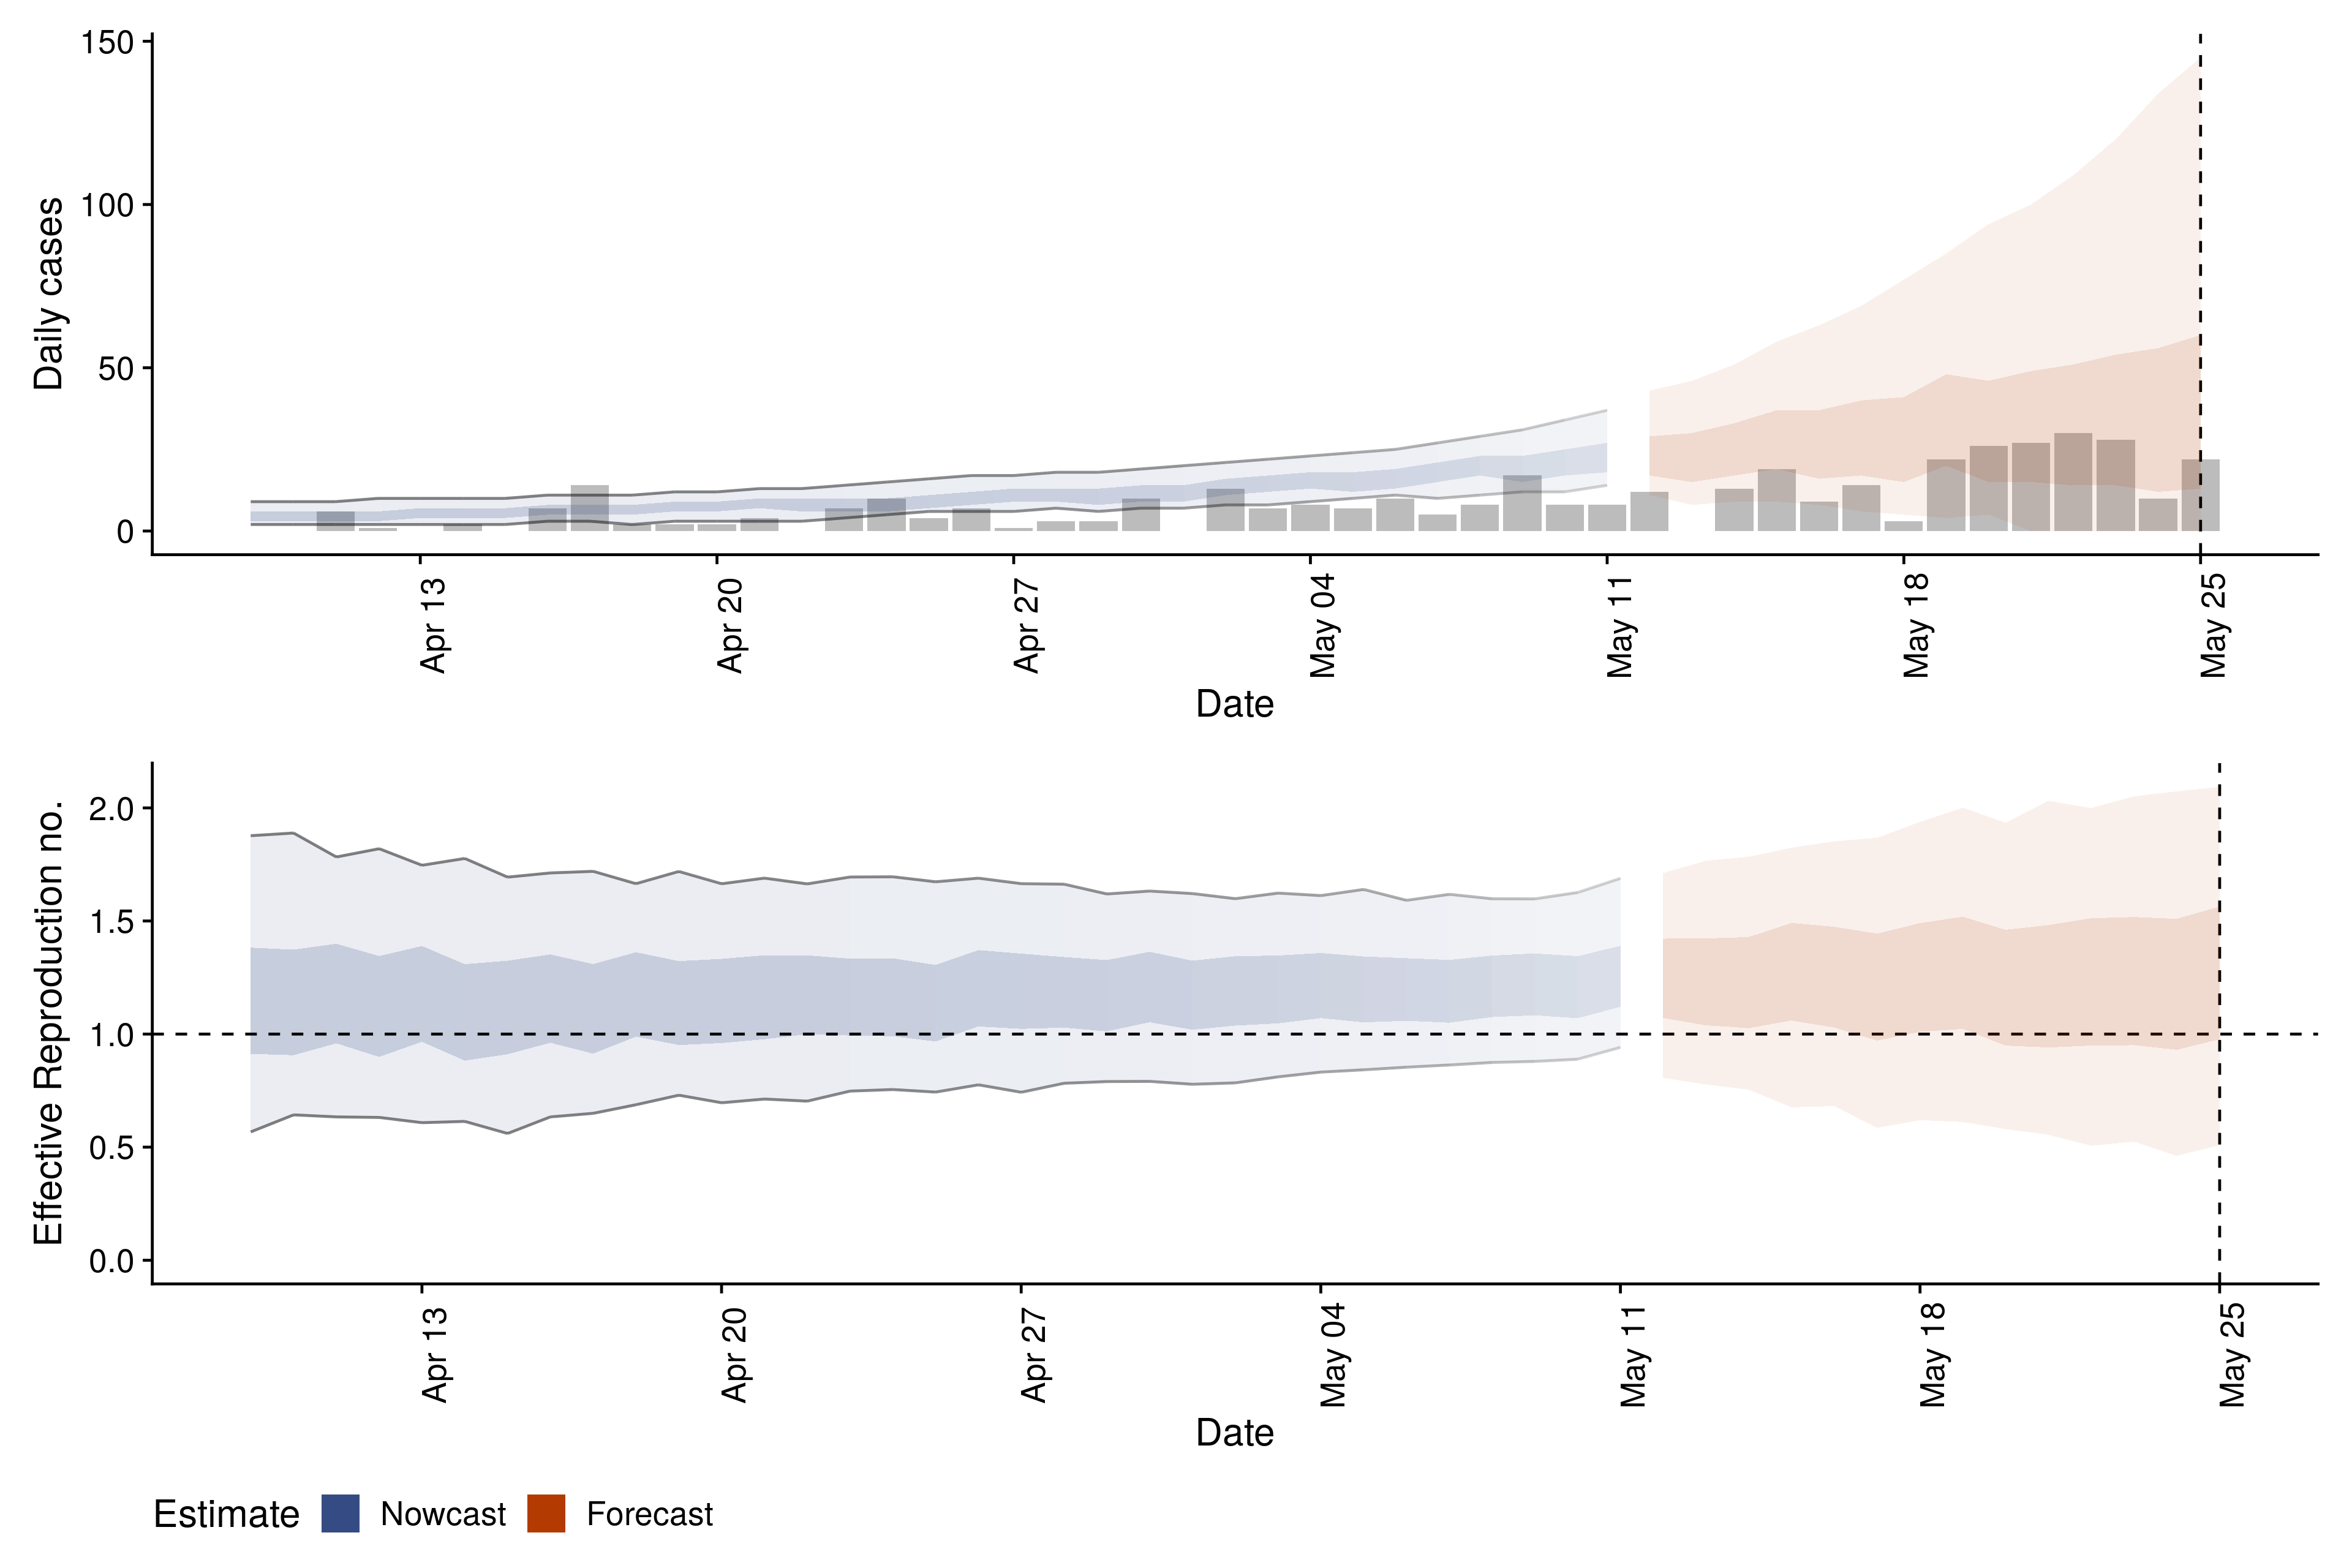 Daily cases
150
100
50
0
Apr 13
Apr 20
Apr 27
May 04
May 11
May 18
May 25
Date
Effective Reproduction no.
2.0
1.5
1.0
0.5
0.0
Apr 13
Apr 20
Apr 27
May 04
May 11
May 18
May 25
Date
Estimate Nowcast Forecast